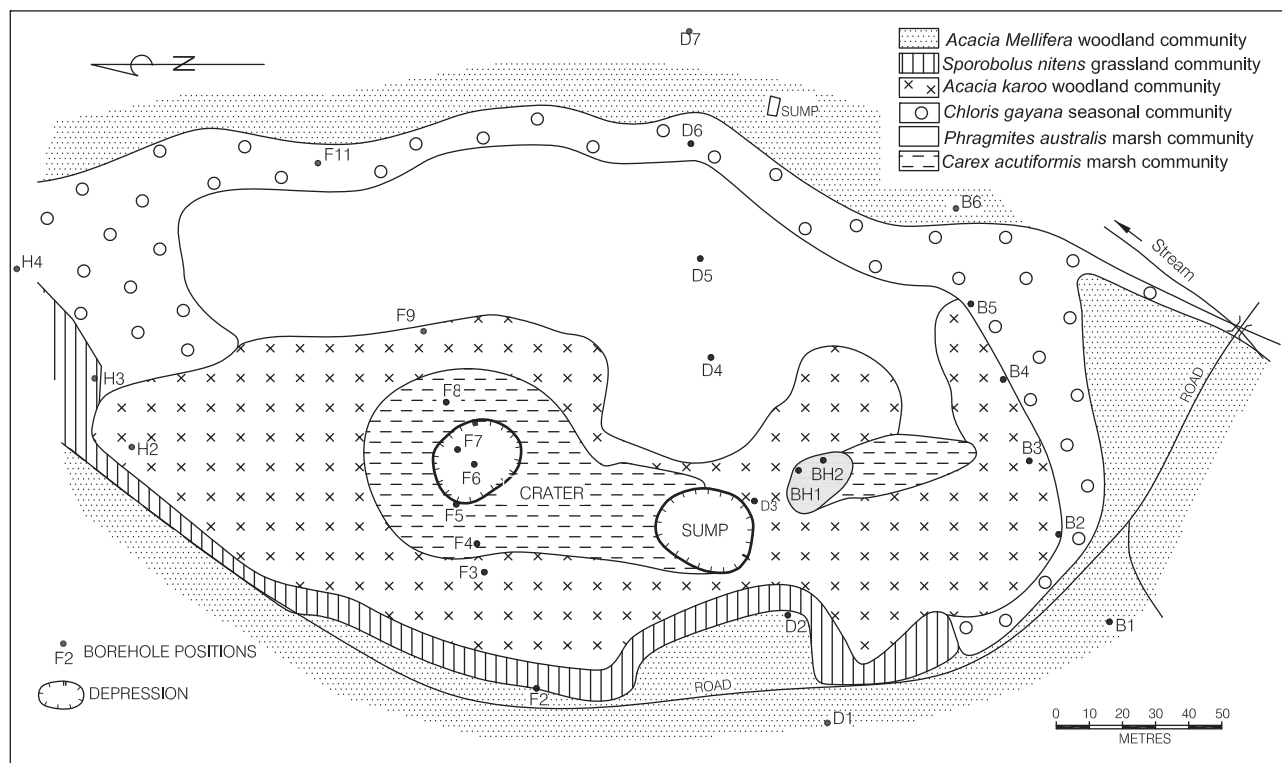 D7
Acacia Mellifera woodland community
Sporobolus nitens grassland community
Acacia karoo woodland community
Chloris gayana seasonal community
Phragmites australis marsh community
Carex acutiformis marsh community
N
SUMP
D6
F11
B6
Stream
H4
D5
B5
F9
D4
B4
ROAD
H3
F8
H2
F7
F6
BH2
BH1
B3
CRATER
F5
D3
SUMP
B2
F4
F3
D2
B1
F2 BOREHOLE POSITIONS
DEPRESSION
F2
ROAD
D1
0 10 20 30 40 50
METRES